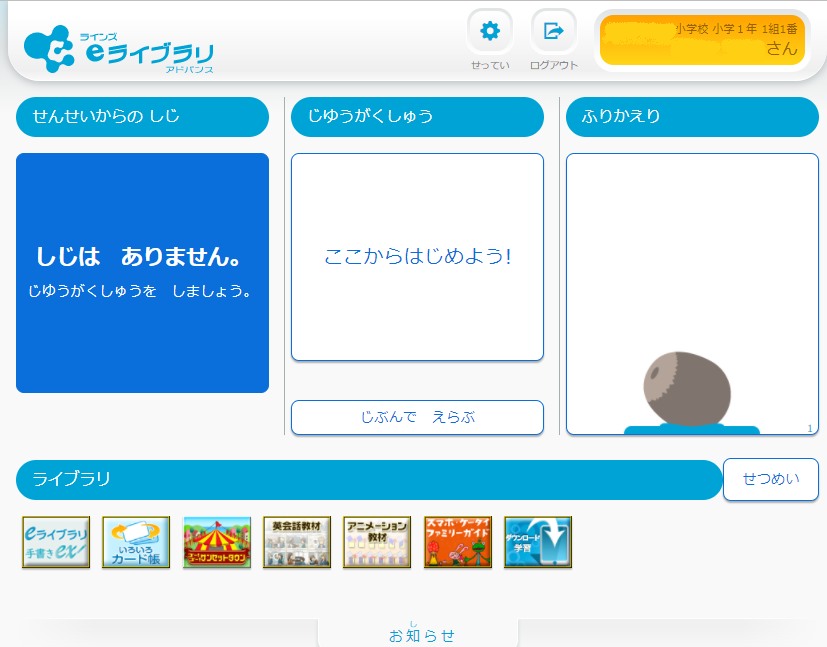 ラインズ
eライブラリ
アドバンス
せってい
ログアウト
小学校 小学1年 1組1番
さん
せんせいからの しじ
じゆうがくしゅう
ふりかえり
しじは　ありません。
じゆうがくしゅうを　しましょう。
ここからはじめよう!
じぶんで　えらぶ
1
ライブラリ
せつめい
eライブラリ
手書きex!
いろいろ
カード帳
英会話教材
アニメーション
教材
スマホ・ケータイ
ファミリーガイド
ダウンロード
学習
し
お知らせ